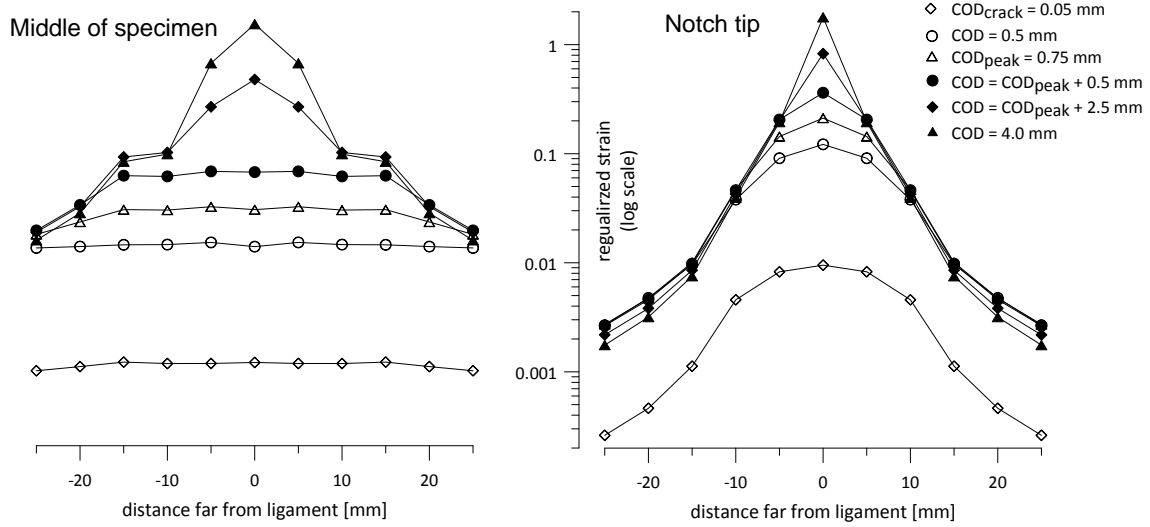 Middle of specimen
-20
-10
0
10
20
distance far from ligament [mm]
Notch tip
1
0.1
0.01
0.001
regualirzed strain
(log scale)
-20
-10
0
10
20
distance far from ligament [mm]
CODcrack = 0.05 mm
COD = 0.5 mm
CODpeak = 0.75 mm
COD = CODpeak + 0.5 mm
COD = CODpeak + 2.5 mm
COD = 4.0 mm